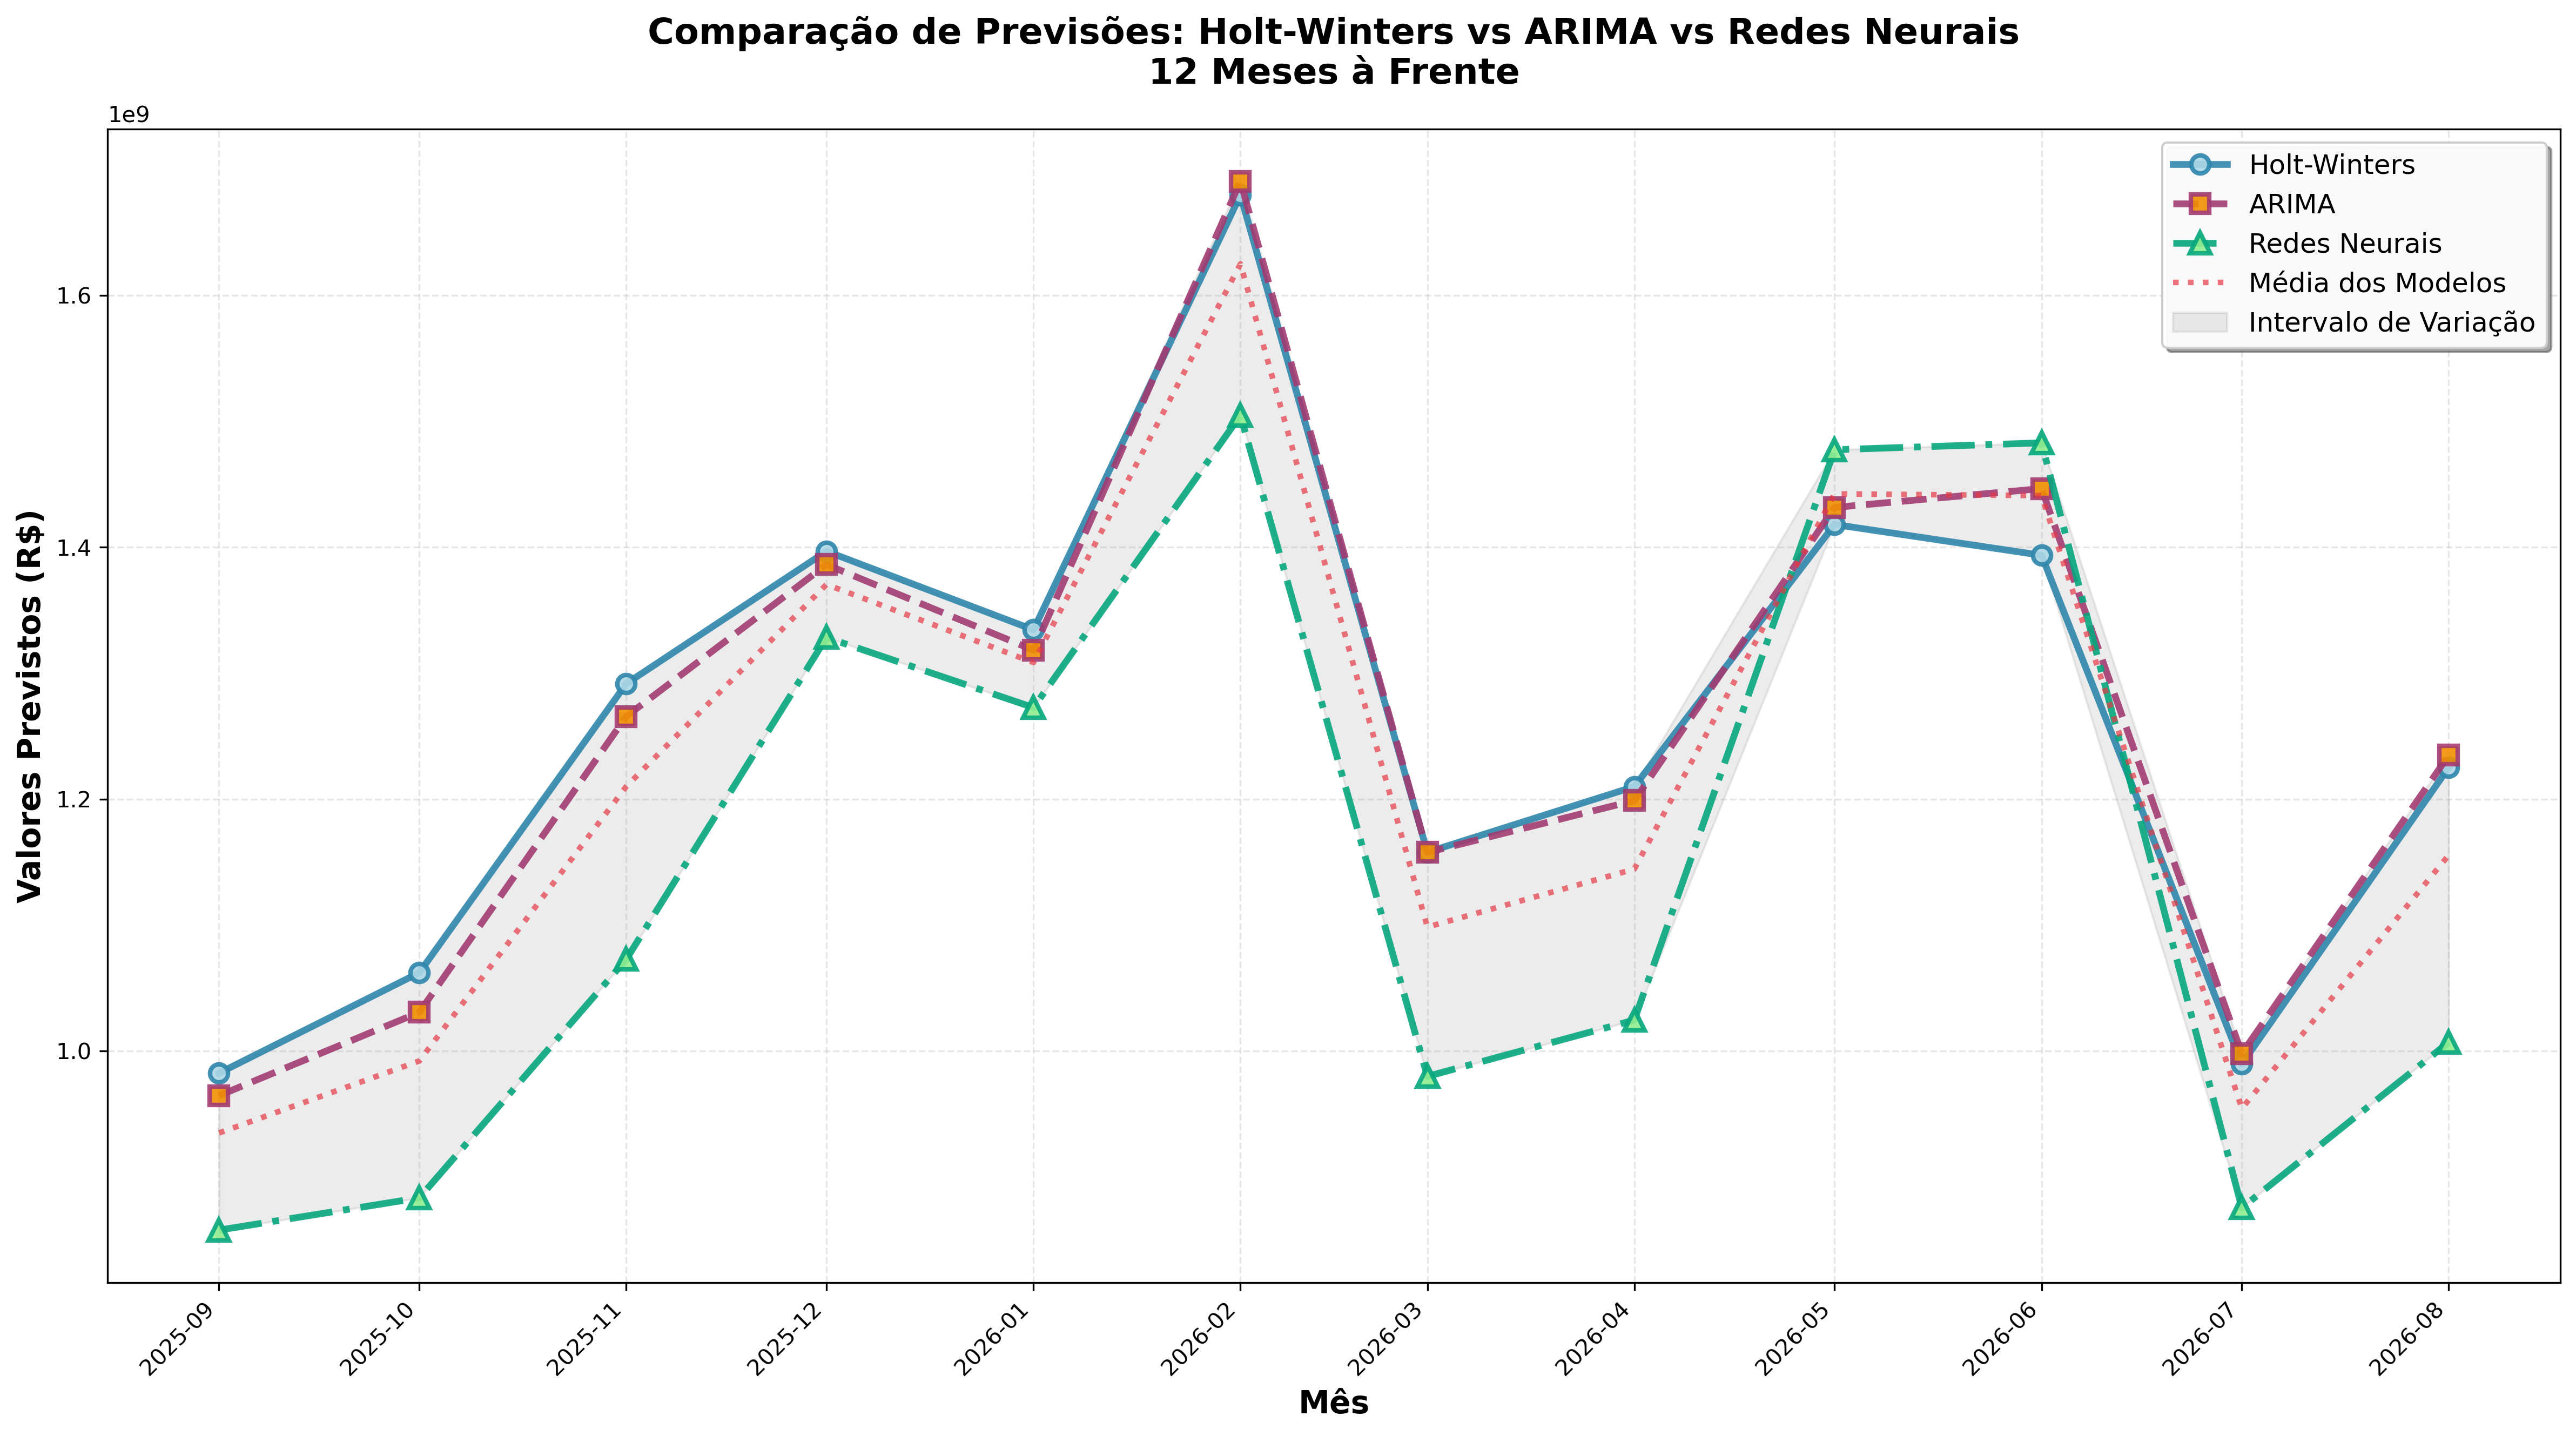 Comparação de Previsões: Holt-Winters vs ARIMA vs Redes Neurais
12 Meses à Frente
1e9
Holt-Winters
ARIMA
Redes Neurais
Média dos Modelos
Intervalo de Variação
Valores Previstos (R$)
1.6
1.4
1.2
1.0
2025-09
2025-10
2025-11
2025-12
2026-01
2026-02
2026-03
2026-04
2026-05
2026-06
2026-07
2026-08
Mês